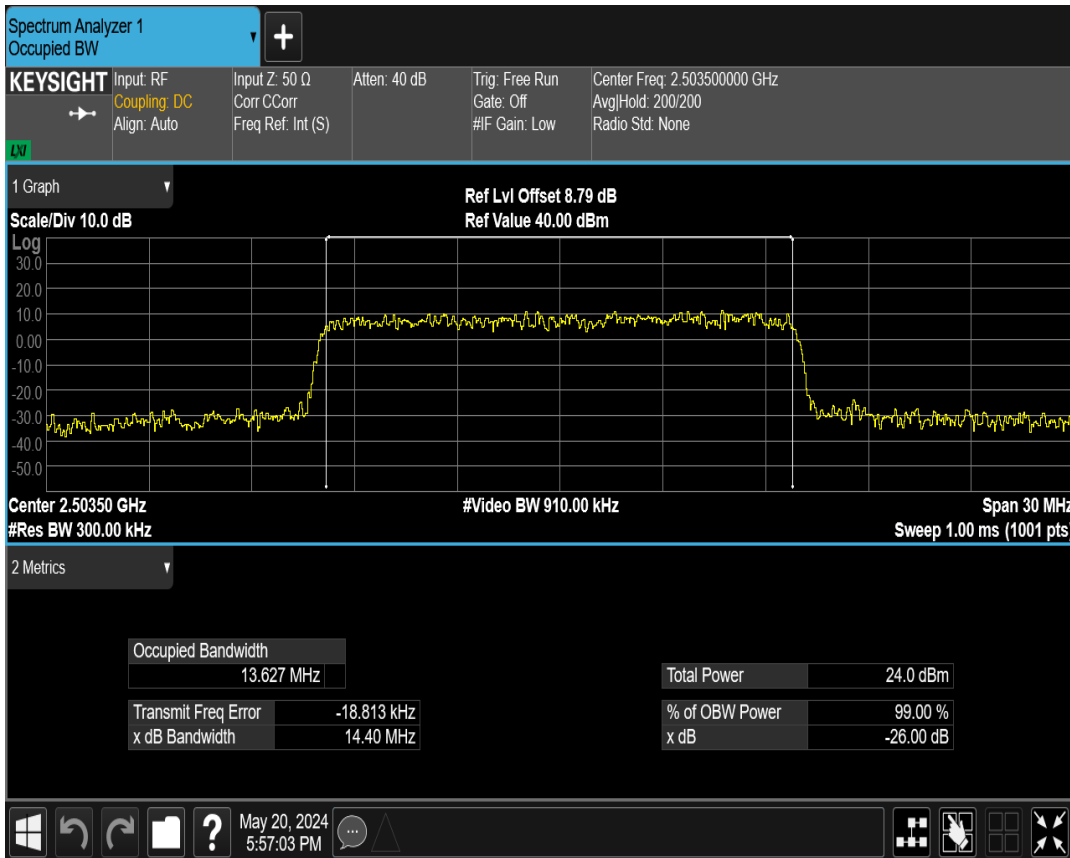 Spectrum Analyzer 1
Occupied BW
+
KEYSIGHT
LXI
Input: RF
Coupling: DC
Align: Auto
Input Z: 50 Ω
Corr CCorr
Freq Ref: Int (S)
Atten: 40 dB
Trig: Free Run
Gate: Off
#IF Gain: Low
Center Freq: 2.503500000 GHz
Avg|Hold: 200/200
Radio Std: None
1 Graph
Scale/Div 10.0 dB
Ref Lvl Offset 8.79 dB
Ref Value 40.00 dBm
Log
30.0
20.0
10.0
0.00
-10.0
-20.0
-30.0
-40.0
-50.0
Center 2.50350 GHz
#Video BW 910.00 kHz
Span 30 MHz
#Res BW 300.00 kHz
Sweep 1.00 ms (1001 pts)
2 Metrics
Occupied Bandwidth
13.627 MHz
Total Power 24.0 dBm
Transmit Freq Error -18.813 kHz
% of OBW Power 99.00 %
x dB Bandwidth 14.40 MHz
x dB -26.00 dB
?
May 20, 2024
5:57:03 PM